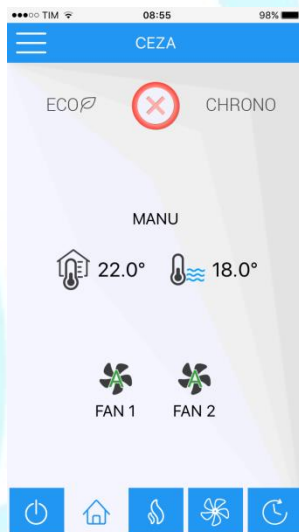 TIM 08:55 98%
CEZA
ECO CHRONO
MANU
22.0° 18.0°
A A
FAN 1 FAN 2